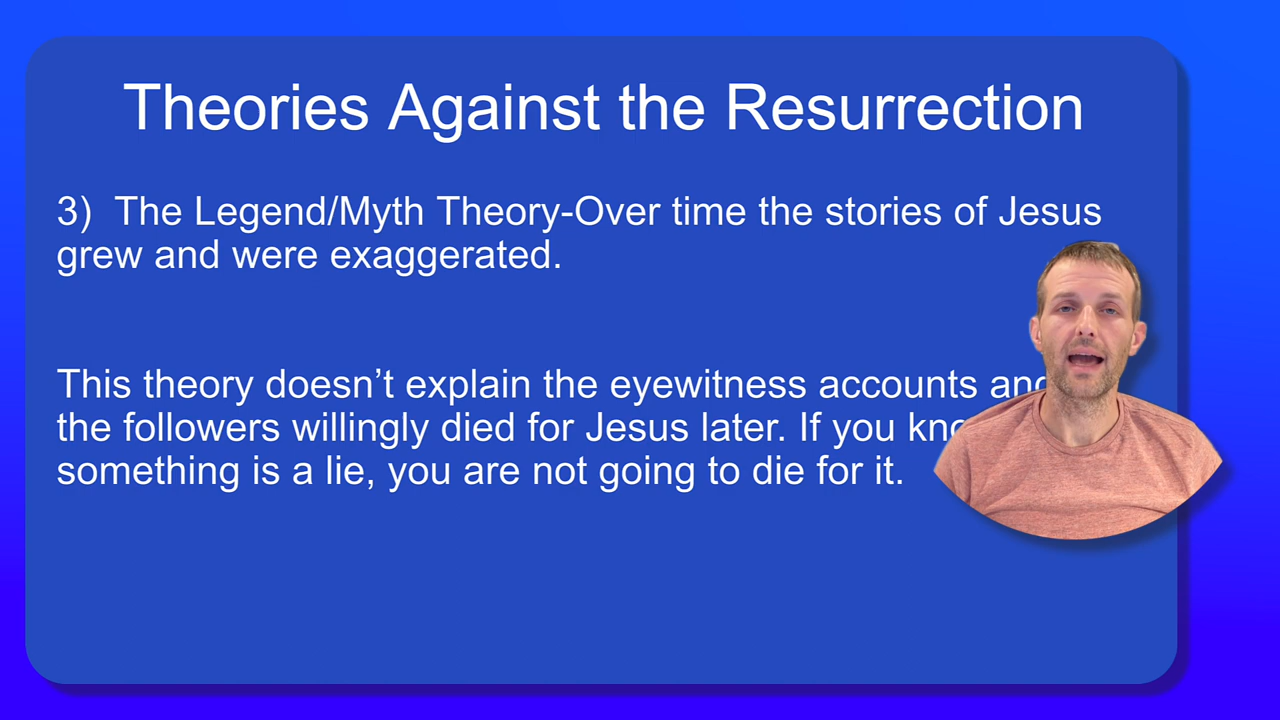 Theories Against the Resurrection
3) The Legend/Myth Theory-Over time the stories of Jesus
grew and were exaggerated.
This theory doesn’t explain the eyewitness accounts and
the followers willingly died for Jesus later. If you
something is a lie, you are not going to die for it.